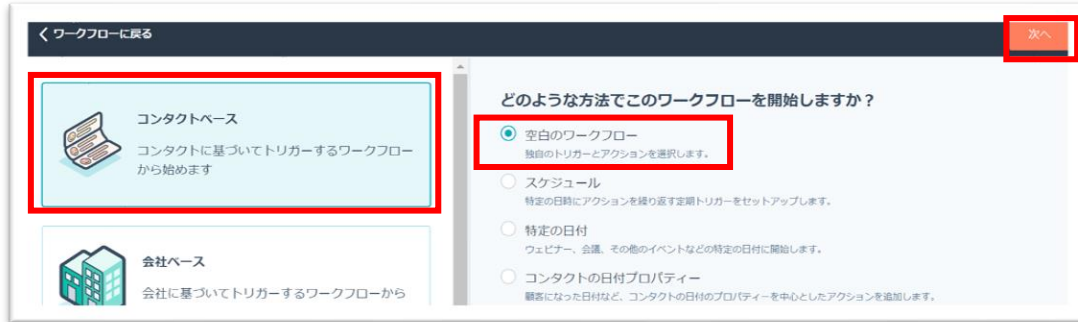 ワークフローに戻る
次へ
コンタクトベース
コンタクトに基づいてトリガーするワークフロー
から始めます
会社ベース
会社に基づいてトリガーするワークフローから
どのような方法でこのワークフローを開始しますか？
空白のワークフロー
独自のトリガーとアクションを選択します。
スケジュール
特定の日時にアクションを繰り返す定期トリガーをセットアップします。
特定の日付
ウェビナー、会議、その他のイベントなどの特定の日付に開始します。
コンタクトの日付プロパティー
顧客になった日付など、コンタクトの日付のプロパティーを中心としたアクションを追加します。